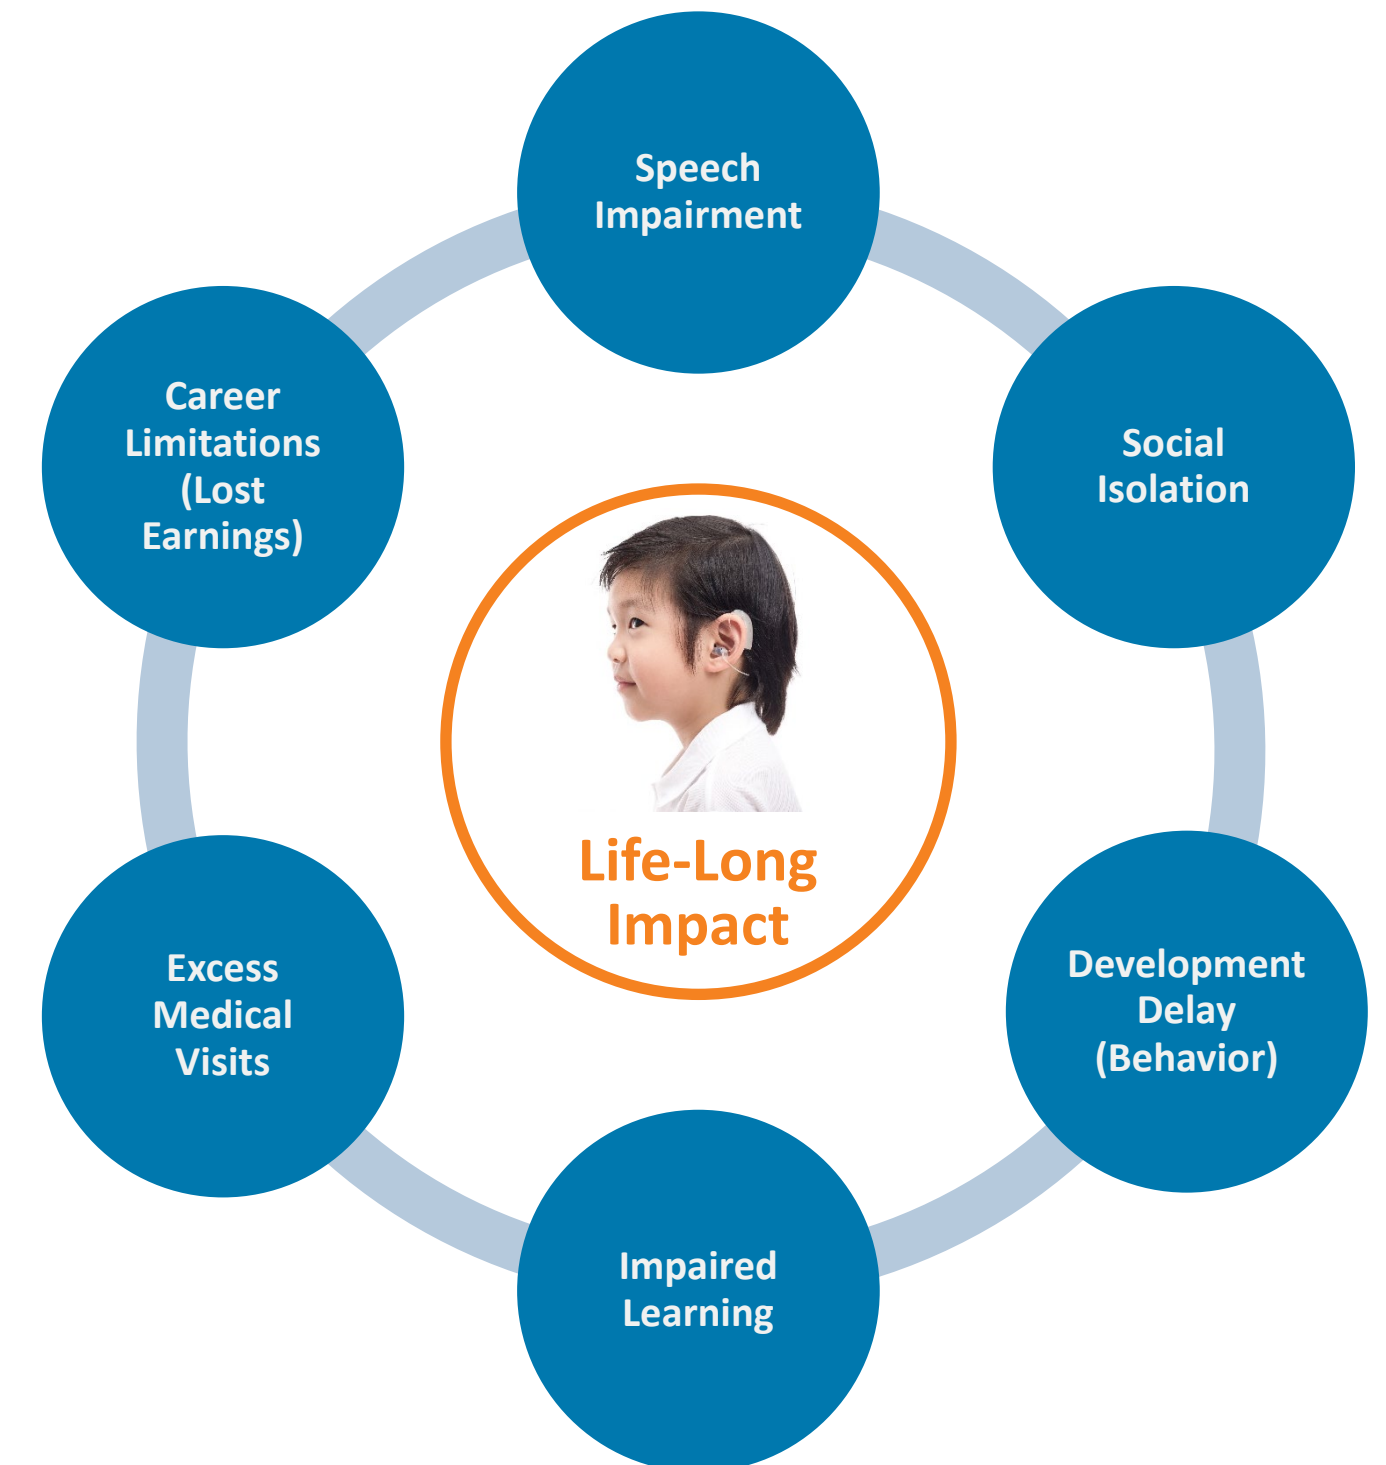 Speech
Impairment
Social
Isolation
Development
Delay
(Behavior)
Impaired
Learning
Excess
Medical
Visits
Career
Limitations
(Lost
Earnings)
Life-Long
Impact